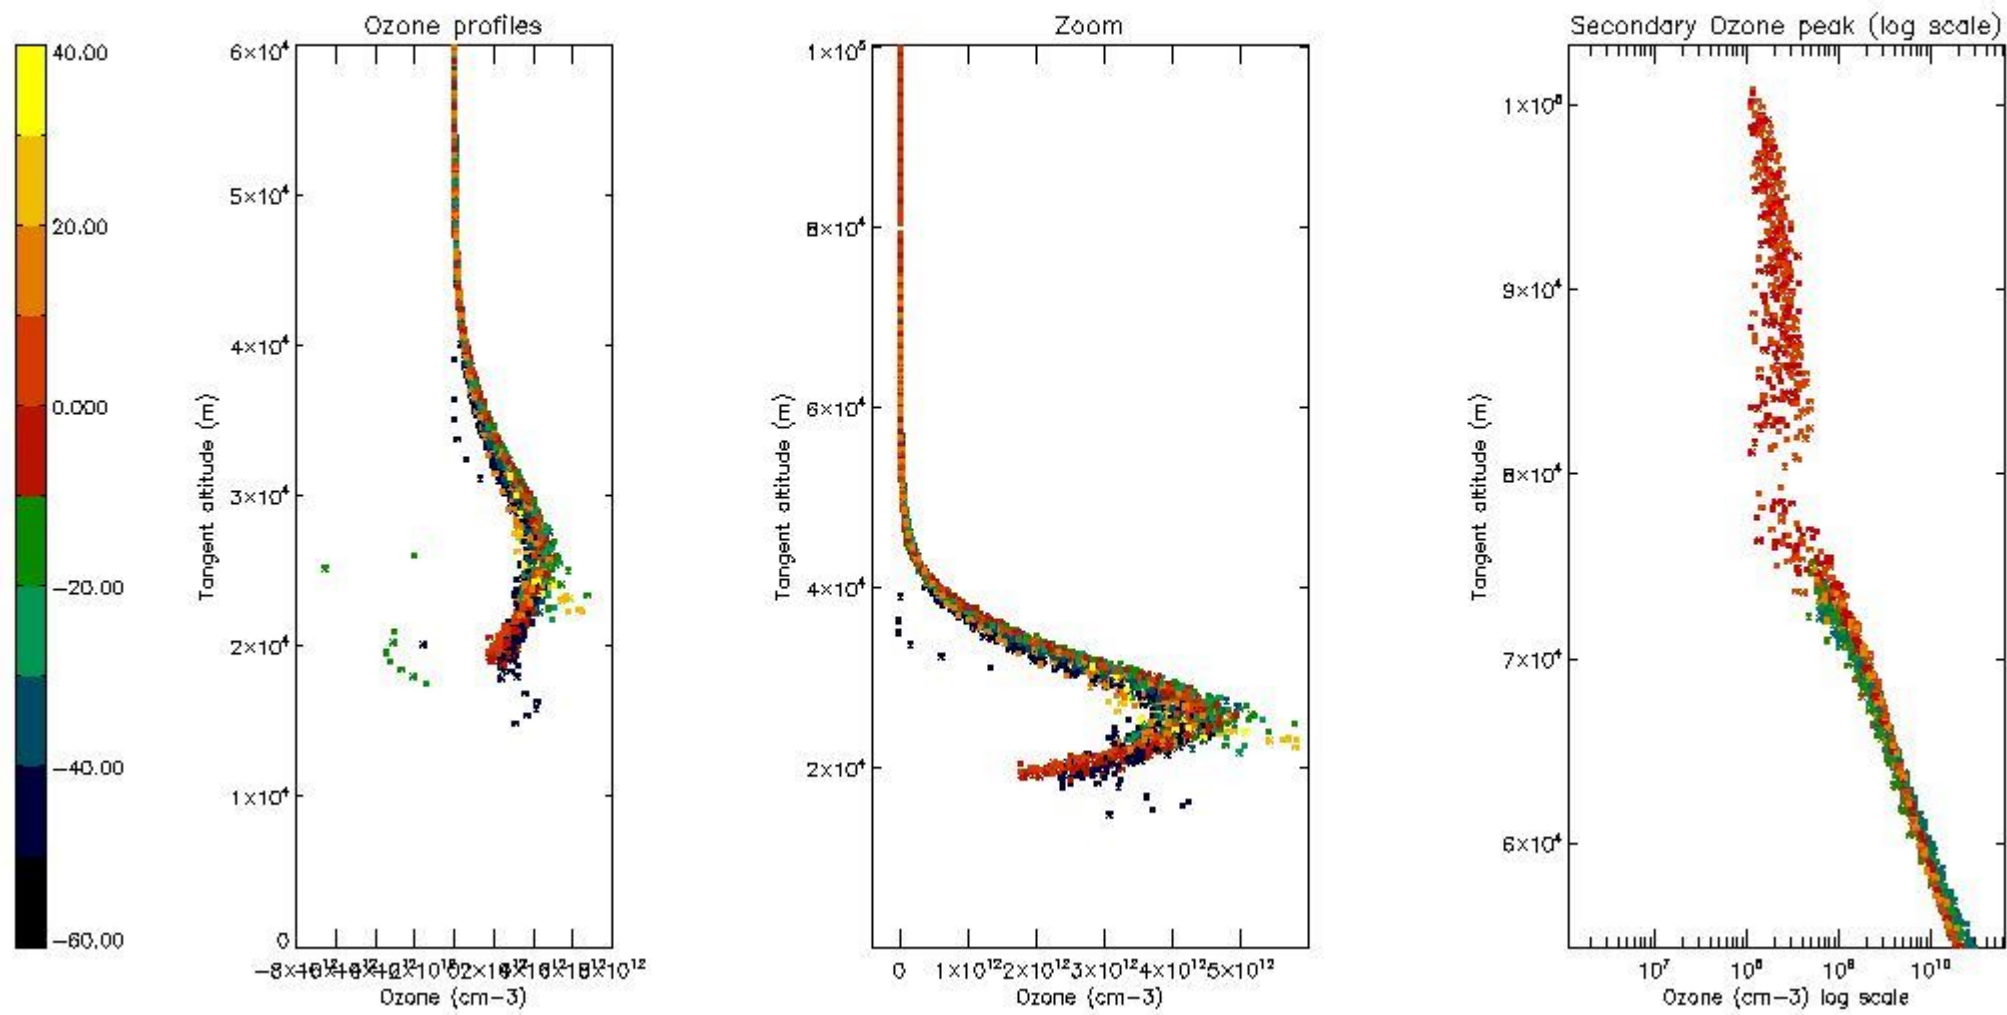 Ozone profiles
Zoom
Secondary Ozone peak (log scale)
40.00
20.00
0.000
−20.00
−40.00
−60.00
6×10⁴
5×10⁴
4×10⁴
3×10⁴
2×10⁴
1×10⁴
0
Tangent altitude (m)
Ozone (cm−3)
1×10⁵
8×10⁴
6×10⁴
4×10⁴
2×10⁴
Tangent altitude (m)
0 1×10¹² 2×10¹² 3×10¹² 4×10¹² 5×10¹²
Ozone (cm−3)
9×10⁴
8×10⁴
7×10⁴
6×10⁴
Tangent altitude (m)
10⁷ 10⁸ 10⁹ 10¹⁰
Ozone (cm−3) log scale